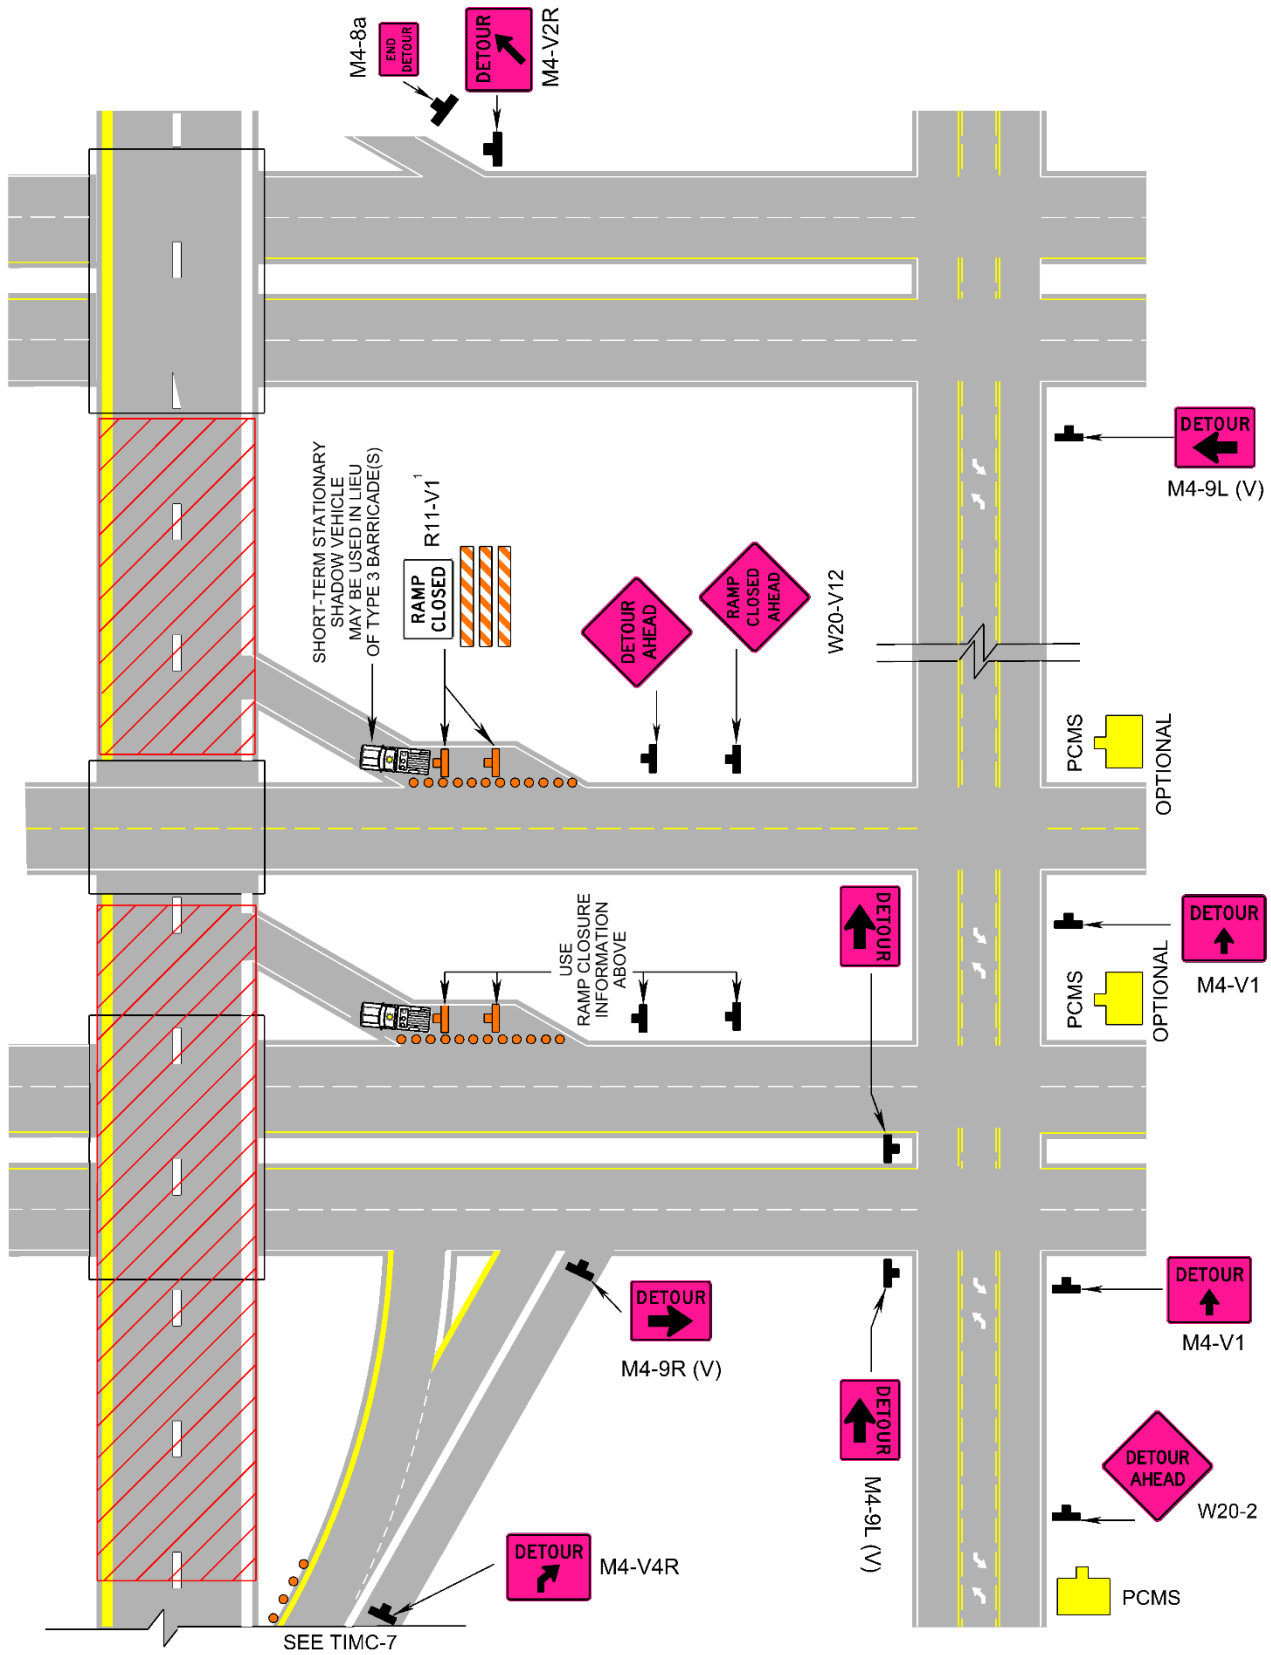 M4-8a
END
DETOUR
DETOUR
M4-V2R
SHORT-TERM STATIONARY
SHADOW VEHICLE
MAY BE USED IN LIEU
OF TYPE 3 BARRICADE(S)
RAMP
CLOSED
R11-V1 1
DETOUR
M4-9L (V)
DETOUR
AHEAD
RAMP
CLOSED
AHEAD
W20-V12
PCMS
OPTIONAL
USE
RAMP CLOSURE
INFORMATION
ABOVE
DETOUR
DETOUR
M4-V1
PCMS
OPTIONAL
DETOUR
M4-9R (V)
DETOUR
M4-V1
DETOUR
M4-9L (V)
DETOUR
AHEAD
W20-2
DETOUR
M4-V4R
PCMS
SEE TIMC-7